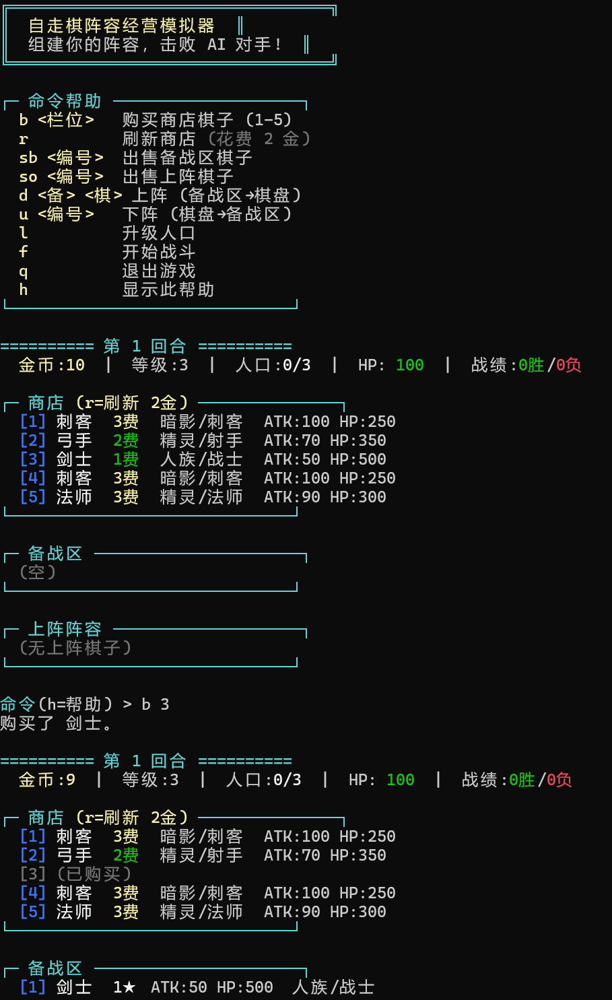 自走棋阵容经营模拟器
组建你的阵容, 击败 AI 对手!
命令帮助
b <栏位> 购买商店棋子 (1-5)
r 刷新商店 (花费 2 金)
sb <编号> 出售备战区棋子
so <编号> 出售上阵棋子
d <备> <棋> 上阵 (备战区→棋盘)
u <编号> 下阵 (棋盘→备战区)
l 升级人口
f 开始战斗
q 退出游戏
h 显示此帮助
========== 第 1 回合 ==========
金币:10 | 等级:3 | 人口:0/3 | HP: 100 | 战绩:0胜/0负
商店 (r=刷新 2金)
[1] 刺客 3费 暗影/刺客 ATK:100 HP:250
[2] 弓手 2费 精灵/射手 ATK:70 HP:350
[3] 剑士 1费 人族/战士 ATK:50 HP:500
[4] 刺客 3费 暗影/刺客 ATK:100 HP:250
[5] 法师 3费 精灵/法师 ATK:90 HP:300
备战区
(空)
上阵阵容
(无上阵棋子)
命令(h=帮助) > b 3
购买了 剑士。
========== 第 1 回合 ==========
金币:9 | 等级:3 | 人口:0/3 | HP: 100 | 战绩:0胜/0负
商店 (r=刷新 2金)
[1] 刺客 3费 暗影/刺客 ATK:100 HP:250
[2] 弓手 2费 精灵/射手 ATK:70 HP:350
[3] (已购买)
[4] 刺客 3费 暗影/刺客 ATK:100 HP:250
[5] 法师 3费 精灵/法师 ATK:90 HP:300
备战区
[1] 剑士 1★ ATK:50 HP:500 人族/战士